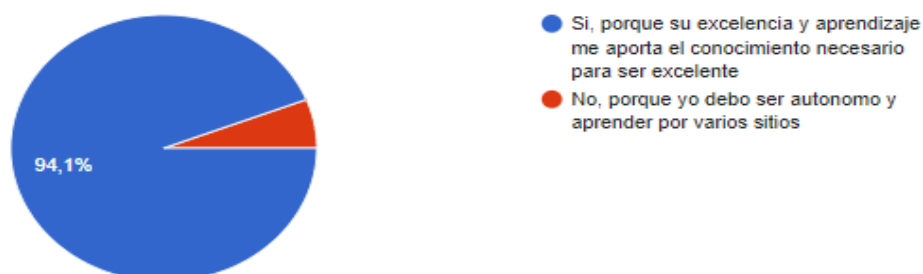 Si, porque su excelencia y aprendizaje
me aporta el conocimiento necesario
para ser excelente
No, porque yo debo ser autonomo y
aprender por varios sitios
94,1%